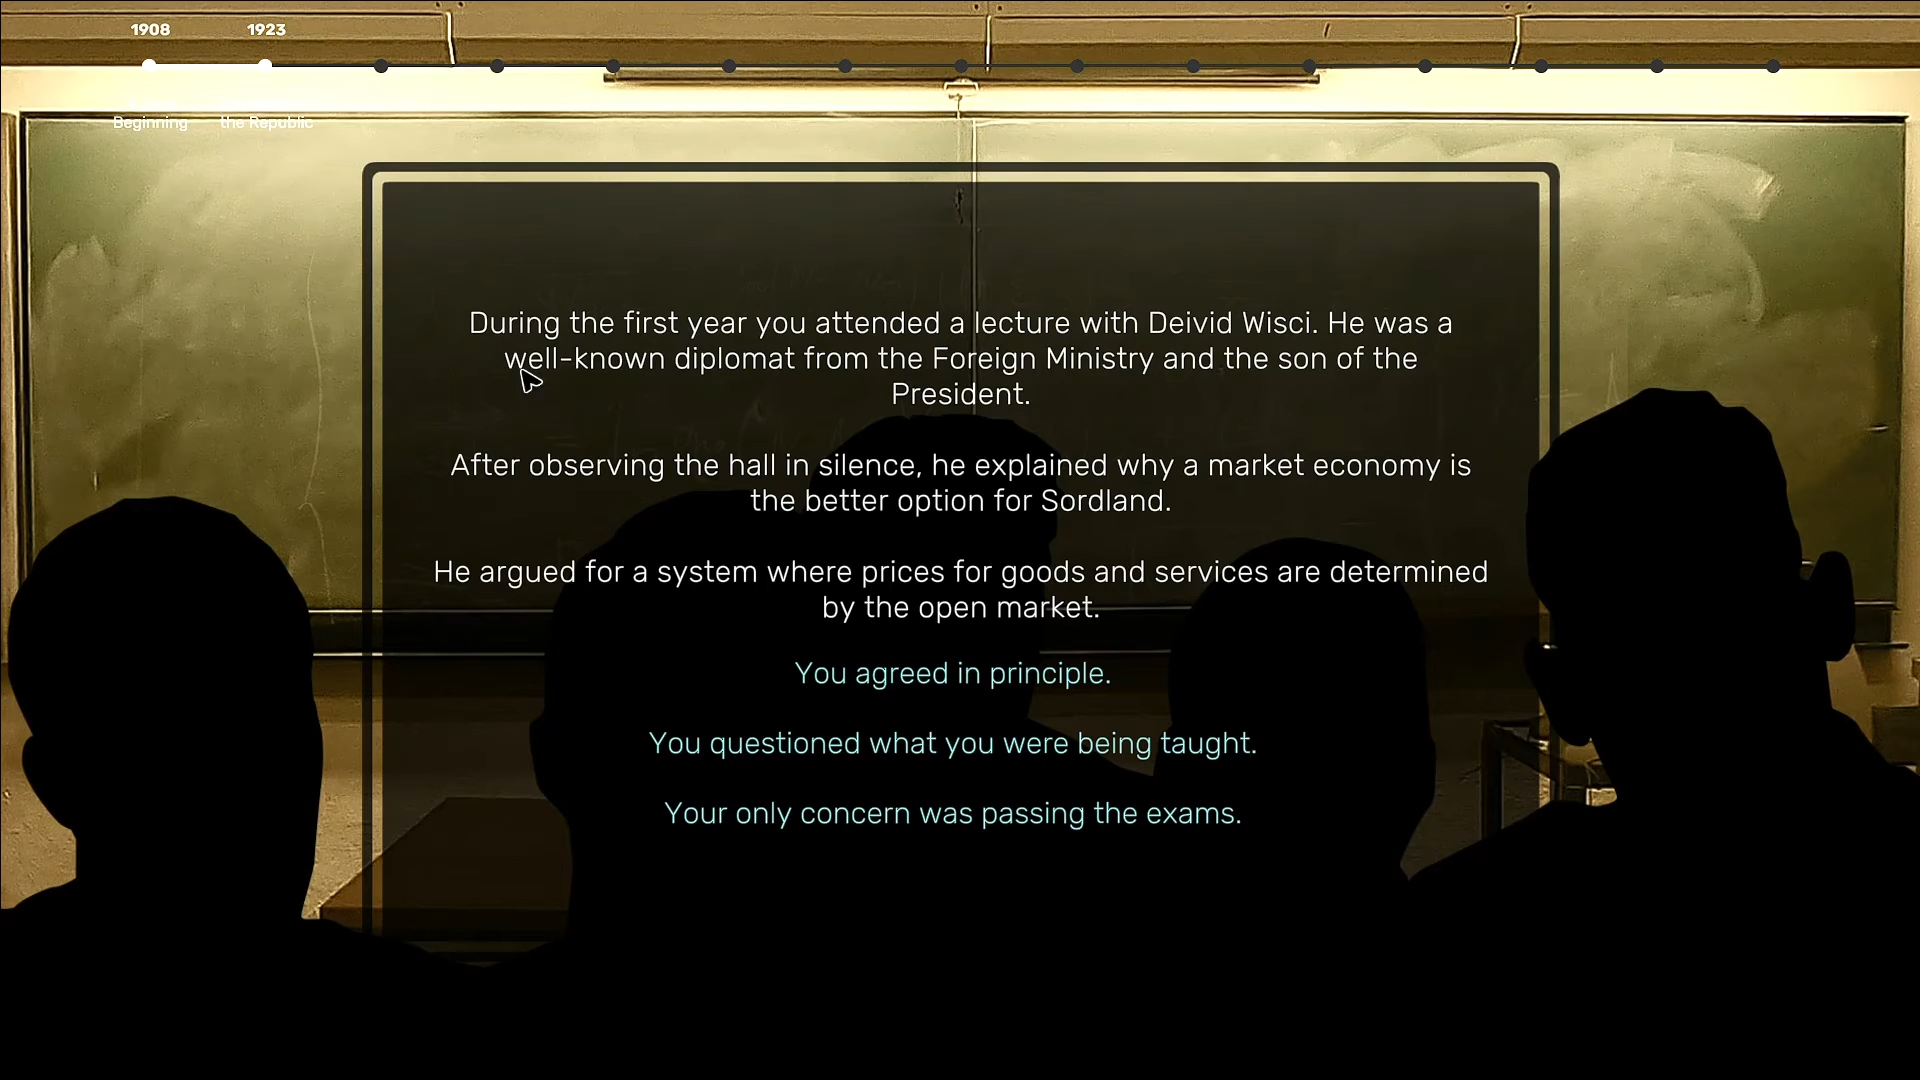 1908 1923
Beginning the Republic
During the first year you attended a lecture with Deivid Wisci. He was a
well-known diplomat from the Foreign Ministry and the son of the
President.
After observing the hall in silence, he explained why a market economy is
the better option for Sordland.
He argued for a system where prices for goods and services are determined
by the open market.
You agreed in principle.
You questioned what you were being taught.
Your only concern was passing the exams.